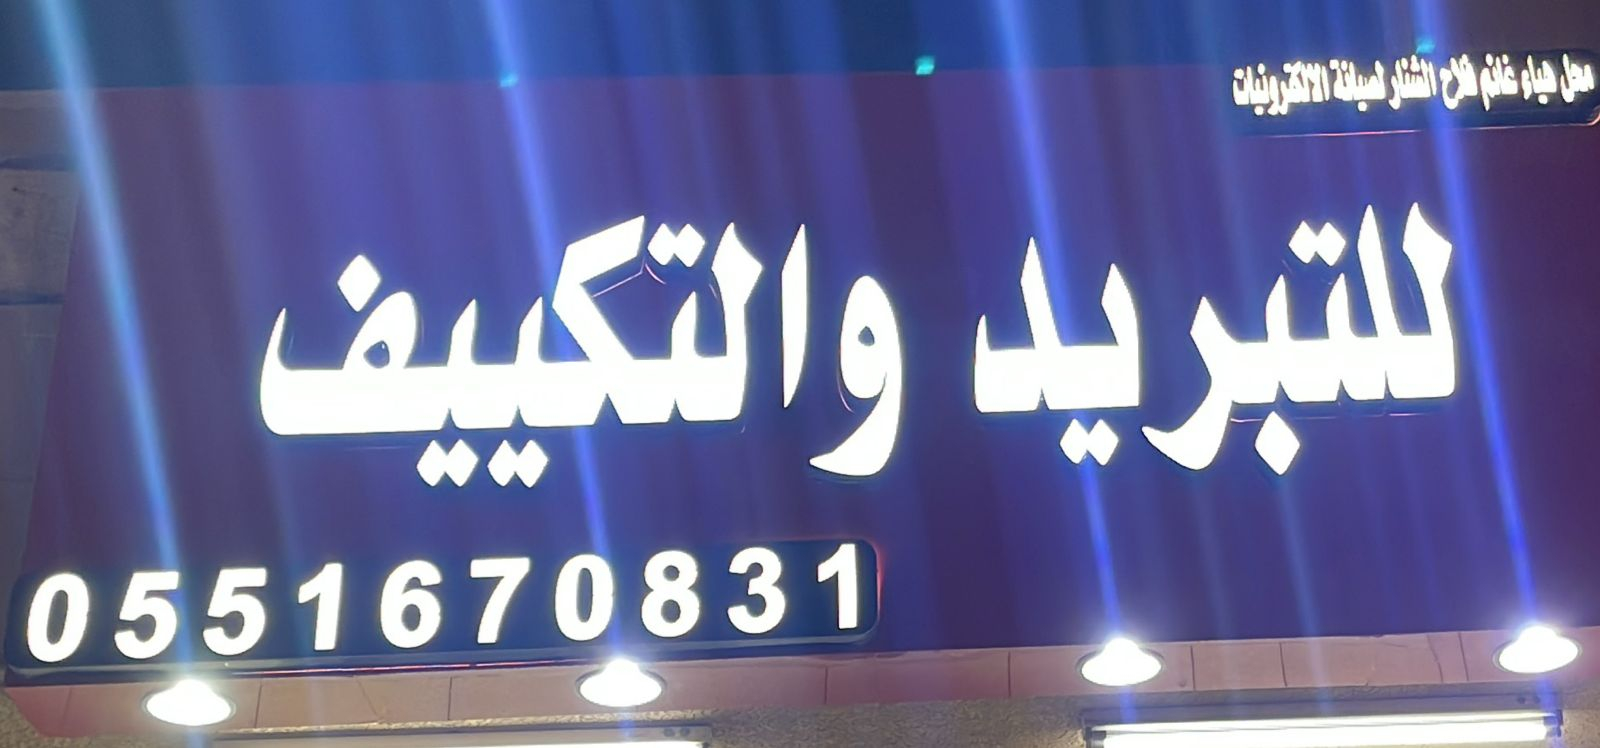 محل هياء غانم فلاح الشنار لصيانة الالكترونيات
للتبريد والتكييف
0551670831